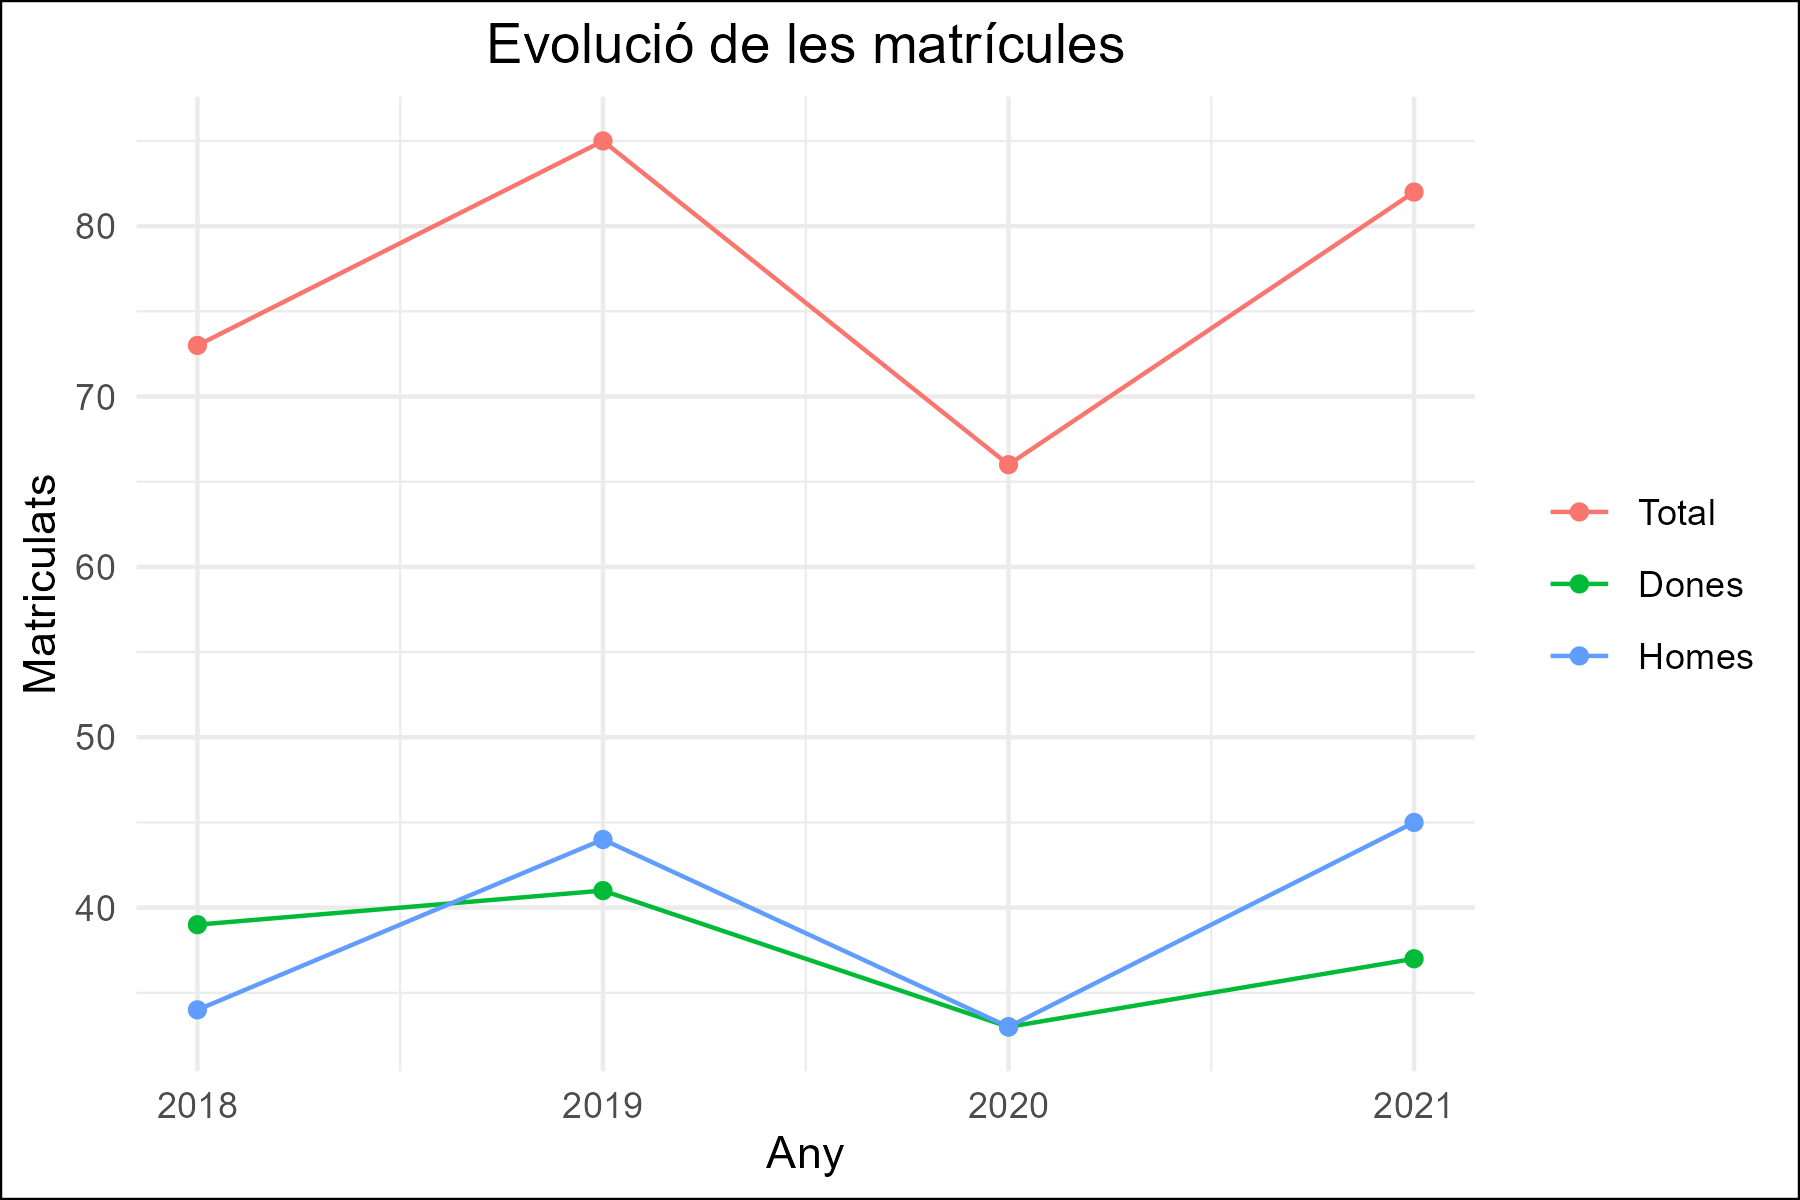 Evolució de les matrícules
80
70
60
50
40
Matriculats
2018 2019 2020 2021
Any
Total
Dones
Homes